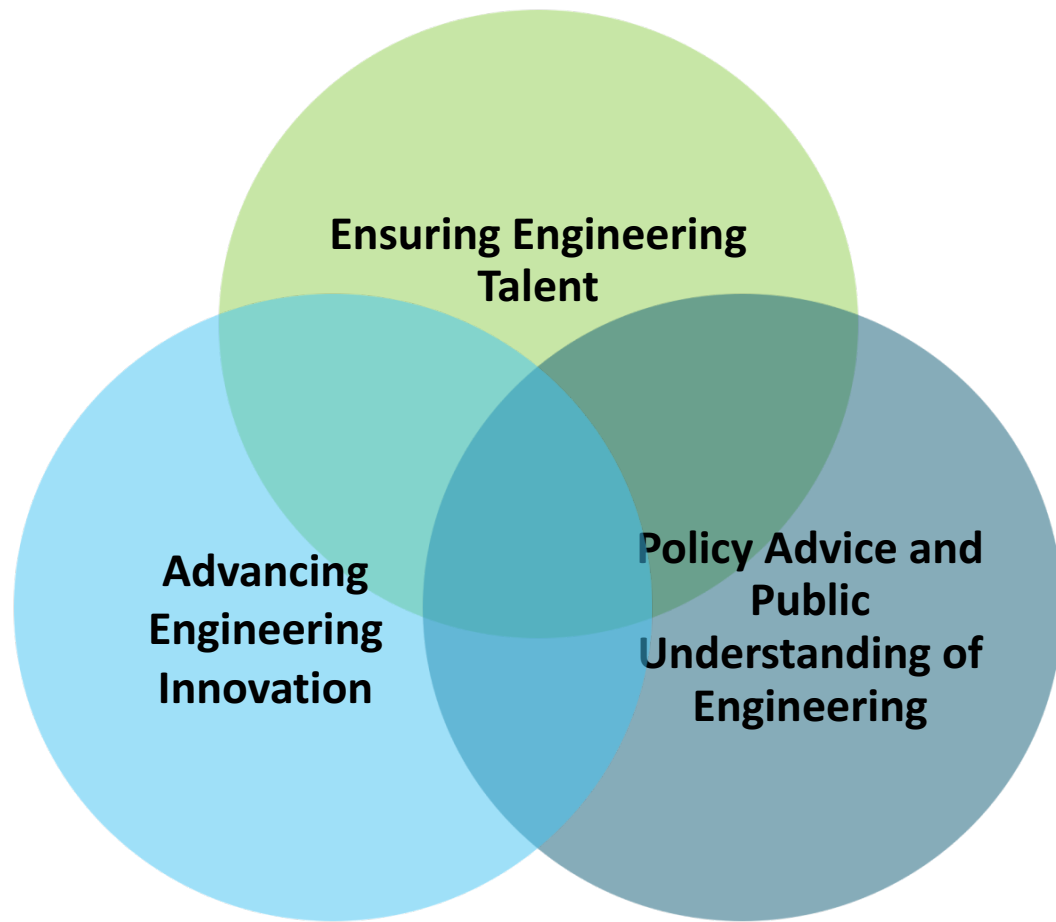 Ensuring Engineering
Talent
Advancing
Engineering
Innovation
Policy Advice and
Public
Understanding of
Engineering